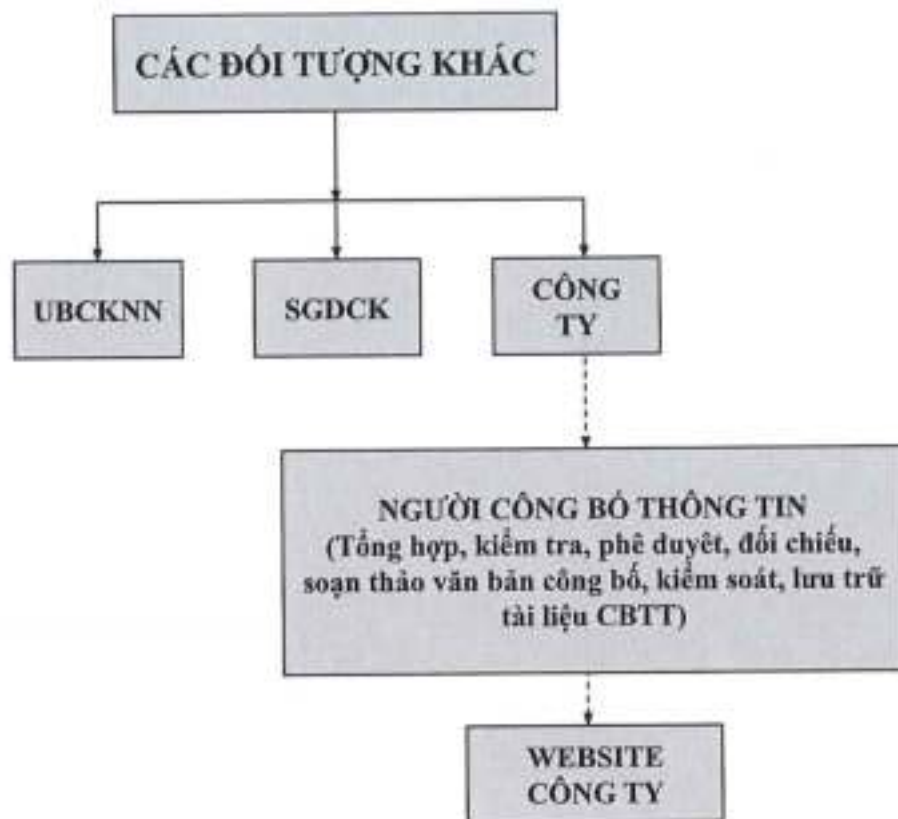 CÁC ĐỐI TƯỢNG KHÁC
UBCKNN
SGDCK
CÔNG
TY
NGƯỜI CÔNG BỐ THÔNG TIN
(Tổng hợp, kiểm tra, phê duyêt, đối chiếu,
soạn thảo văn bản công bố, kiểm soát, lưu trữ
tài liệu CBTT)
WEBSITE
CÔNG TY